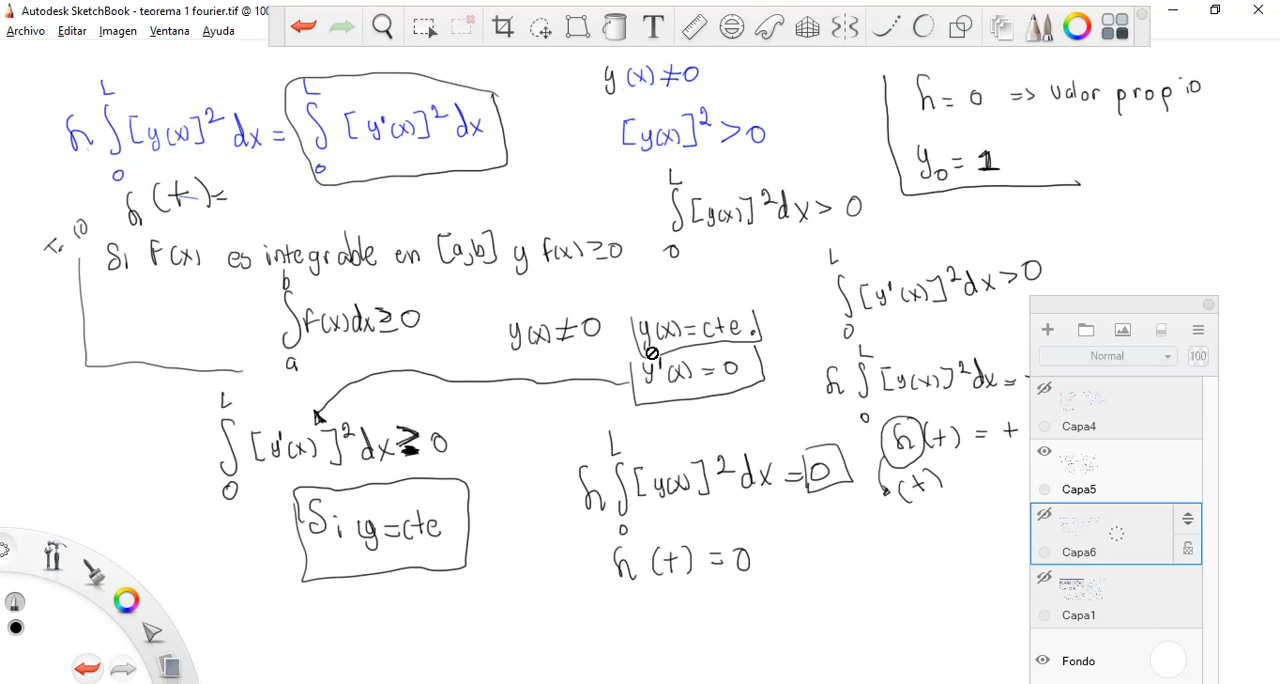 Autodesk SketchBook - teorema 1 fourier.tif @ 100
Archivo Editar Imagen Ventana Ayuda
ℏ ∫₀ᴸ [y(x)]² dx = ∫₀ᴸ [y'(x)]² dx
ℏ (+) =
y(x) ≠ 0
[y(x)]² > 0
∫₀ᴸ [y(x)]² dx > 0
ℏ = 0 => valor propio
y₀ = 1
Si f(x) es integrable en [a,b] y f(x) ≥ 0
∫ₐᵇ f(x)dx ≥ 0
y(x) ≠ 0
y(x) = cte.
y'(x) = 0
∫₀ᴸ [y'(x)]² dx > 0
ℏ ∫₀ᴸ [y(x)]² dx =
ℏ (+) = +
(+)
∫₀ᴸ [y'(x)]² dx ≥ 0
Si y = cte
ℏ ∫₀ᴸ [y(x)]² dx = 0
ℏ (+) = 0
Normal 100
Capa4
Capa5
Capa6
Capa1
Fondo